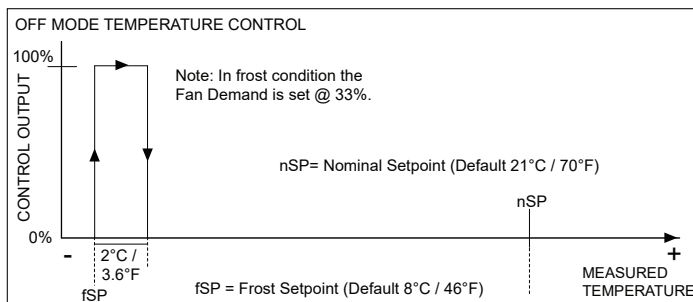 OFF MODE TEMPERATURE CONTROL
100%
Note: In frost condition the
Fan Demand is set @ 33%.
CONTROL OUTPUT
nSP= Nominal Setpoint (Default 21°C / 70°F)
nSP
0%
-
+
2°C /
3.6°F
fSP
fSP = Frost Setpoint (Default 8°C / 46°F)
MEASURED
TEMPERATURE